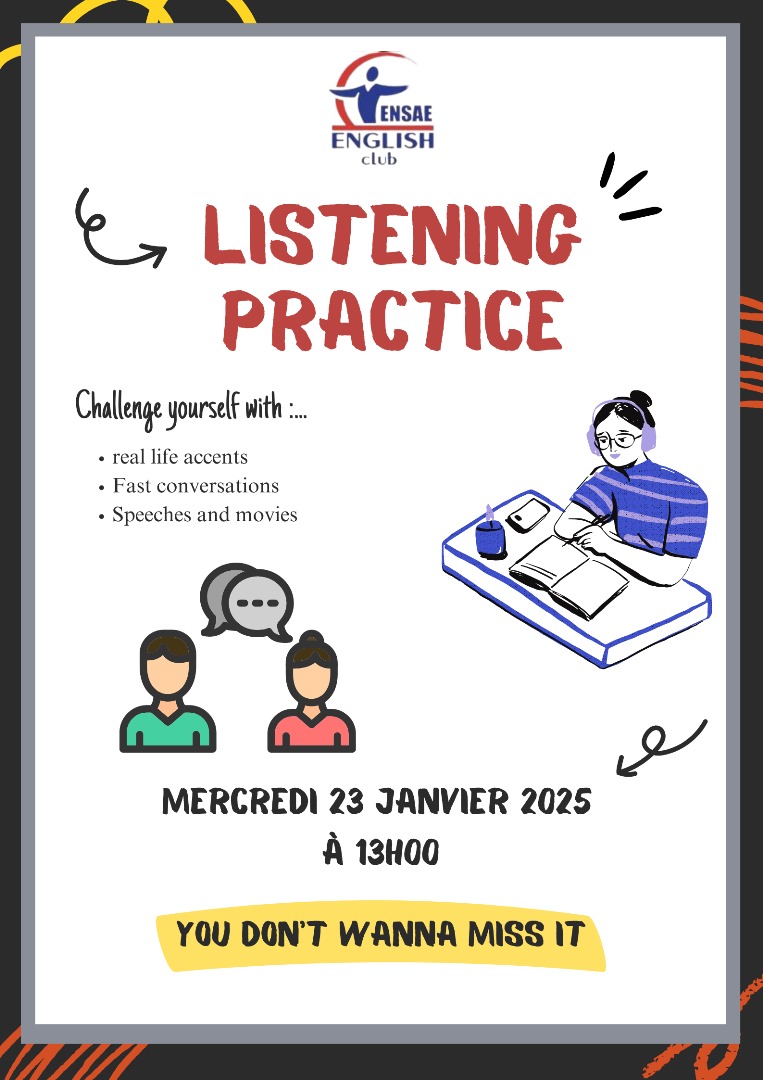 ENSAE
ENGLISH
club
LISTENING
PRACTICE
Challenge yourself with :...
• real life accents
• Fast conversations
• Speeches and movies
MERCREDI 23 JANVIER 2025
À 13H00
YOU DON'T WANNA MISS IT